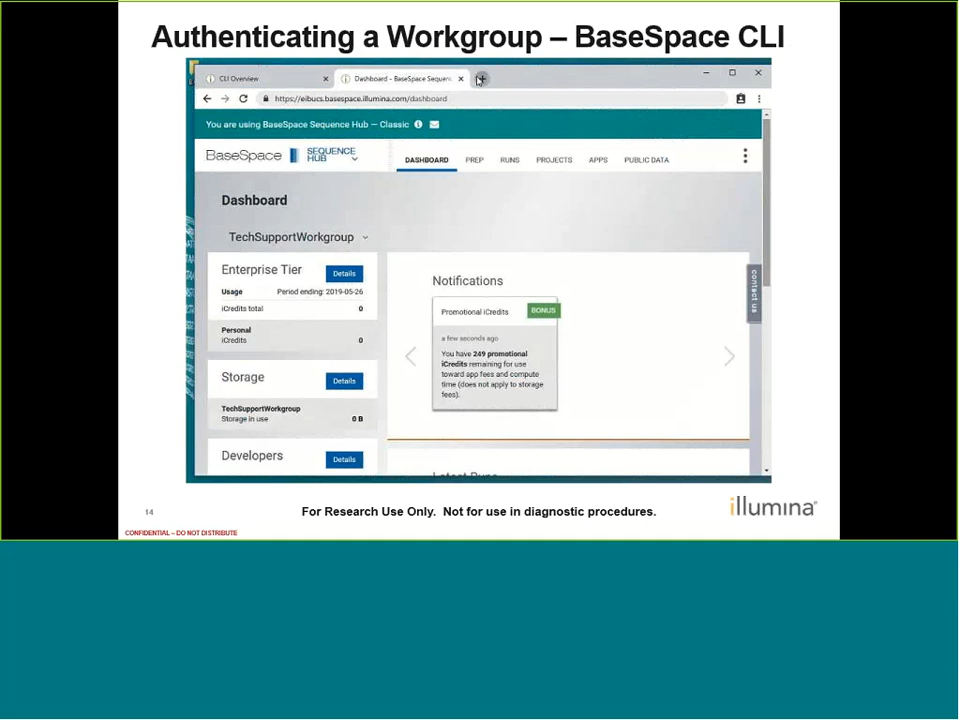 Authenticating a Workgroup – BaseSpace CLI
CLI Overview
Dashboard - BaseSpace Sequen
https://eibucs.basespace.illumina.com/dashboard
You are using BaseSpace Sequence Hub — Classic
BaseSpace SEQUENCE HUB
DASHBOARD PREP RUNS PROJECTS APPS PUBLIC DATA
Dashboard
TechSupportWorkgroup
Enterprise Tier Details
Usage Period ending: 2019-05-26
iCredits total 0
Personal
iCredits 0
Storage Details
TechSupportWorkgroup
Storage in use 0 B
Developers Details
Notifications
Promotional iCredits BONUS
a few seconds ago
You have 249 promotional
iCredits remaining for use
toward app fees and compute
time (does not apply to storage
fees).
contact us
14
For Research Use Only. Not for use in diagnostic procedures.
illumina
CONFIDENTIAL – DO NOT DISTRIBUTE